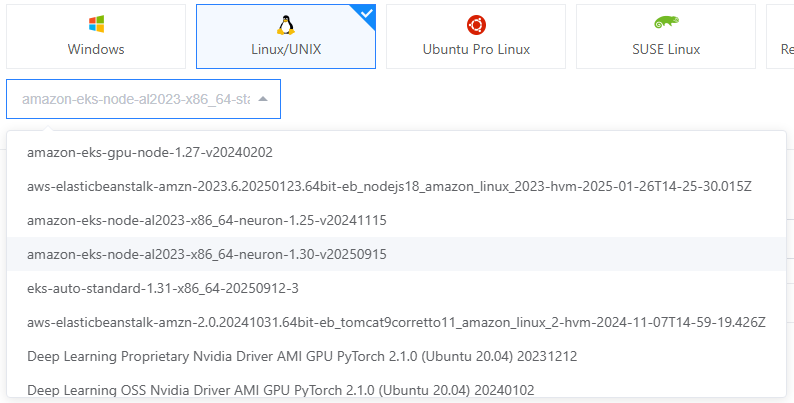 Windows
Linux/UNIX
Ubuntu Pro Linux
SUSE Linux
Re
amazon-eks-node-al2023-x86_64-sta
amazon-eks-gpu-node-1.27-v20240202
aws-elasticbeanstalk-amzn-2023.6.20250123.64bit-eb_nodejs18_amazon_linux_2023-hvm-2025-01-26T14-25-30.015Z
amazon-eks-node-al2023-x86_64-neuron-1.25-v20241115
amazon-eks-node-al2023-x86_64-neuron-1.30-v20250915
eks-auto-standard-1.31-x86_64-20250912-3
aws-elasticbeanstalk-amzn-2.0.20241031.64bit-eb_tomcat9corretto11_amazon_linux_2-hvm-2024-11-07T14-59-19.426Z
Deep Learning Proprietary Nvidia Driver AMI GPU PyTorch 2.1.0 (Ubuntu 20.04) 20231212
Deep Learning OSS Nvidia Driver AMI GPU PyTorch 2.1.0 (Ubuntu 20.04) 20240102